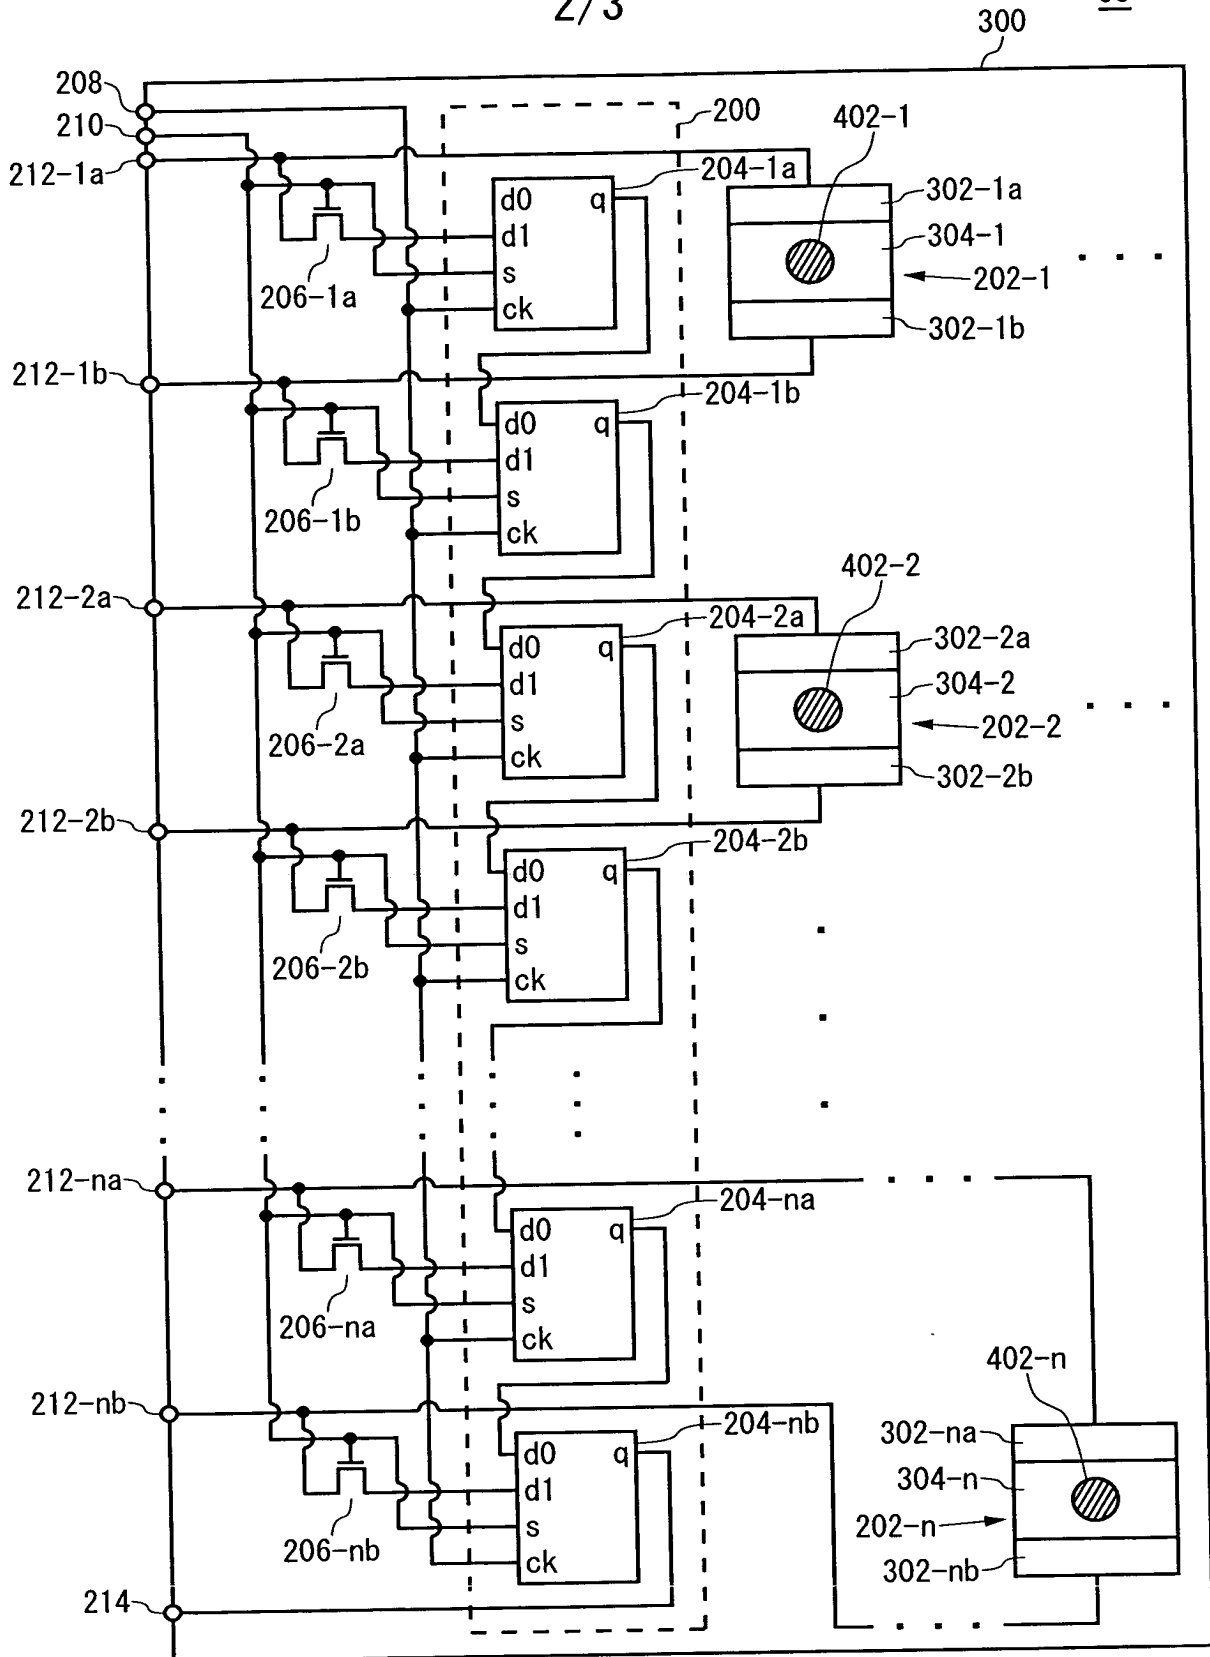 2/3
300
208
210
212-1a
200
402-1
204-1a
302-1a
304-1
202-1
302-1b
d0
q
d1
s
ck
206-1a
212-1b
204-1b
d0
q
d1
s
ck
206-1b
402-2
212-2a
204-2a
302-2a
304-2
202-2
302-2b
d0
q
d1
s
ck
206-2a
212-2b
204-2b
d0
q
d1
s
ck
206-2b
212-na
204-na
d0
q
d1
s
ck
206-na
402-n
212-nb
204-nb
302-na
304-n
202-n
302-nb
d0
q
d1
s
ck
206-nb
214